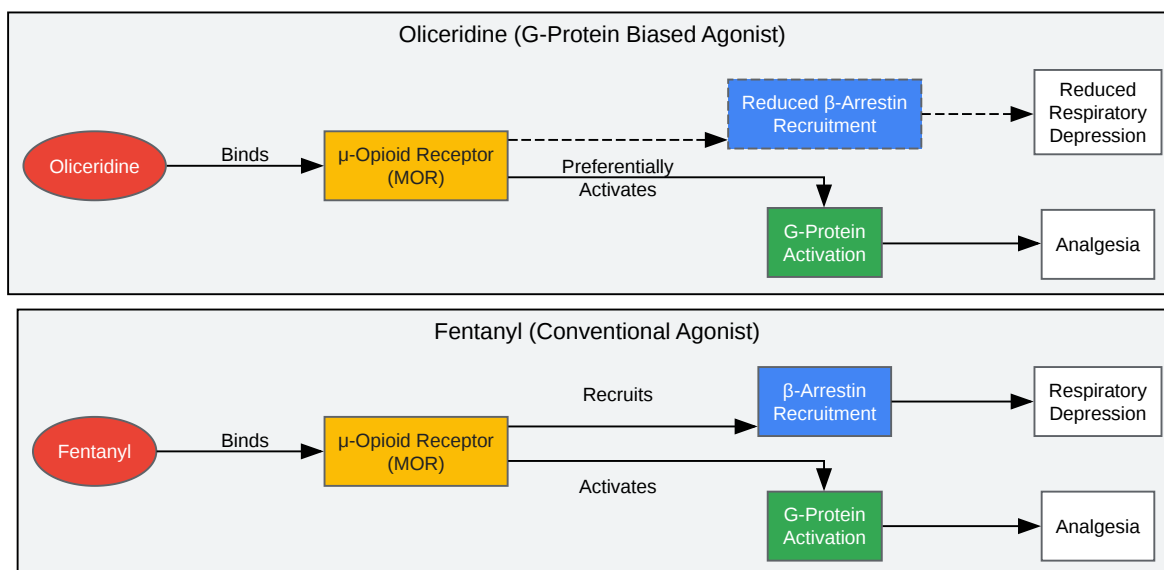 Oliceridine (G-Protein Biased Agonist)
Oliceridine
Binds
μ-Opioid Receptor
(MOR)
Preferentially
Activates
Reduced β-Arrestin
Recruitment
Reduced
Respiratory
Depression
G-Protein
Activation
Analgesia
Fentanyl (Conventional Agonist)
Fentanyl
Binds
μ-Opioid Receptor
(MOR)
Recruits
Activates
β-Arrestin
Recruitment
Respiratory
Depression
G-Protein
Activation
Analgesia